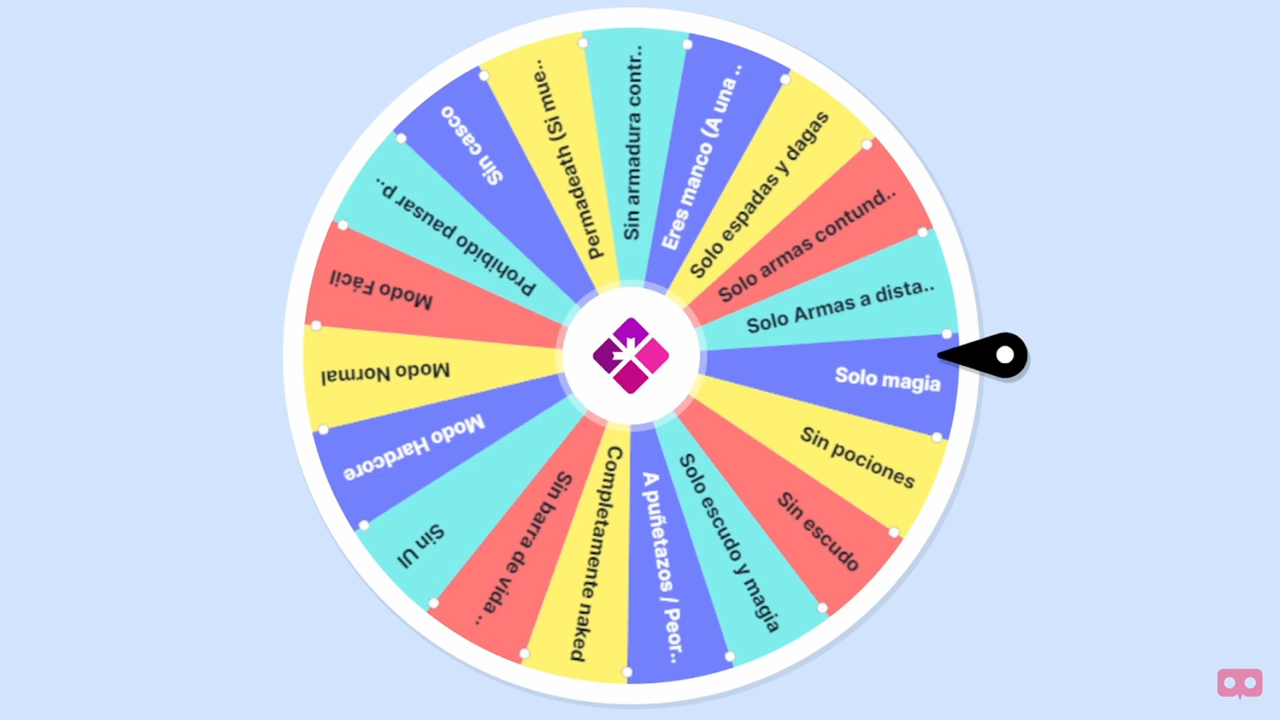 Sin armadura contr..
Eres manco (A una ..
Solo espadas y dagas
Solo armas contund..
Solo Armas a dista..
Solo magia
Sin pociones
Sin escudo
Solo escudo y magia
A puñetazos / Peor..
Completamente naked
Sin barra de vida ..
Sin UI
Modo Hardcore
Modo Normal
Modo Fácil
Prohibido pausar p..
Sin casco
Permadeath (Si mue..